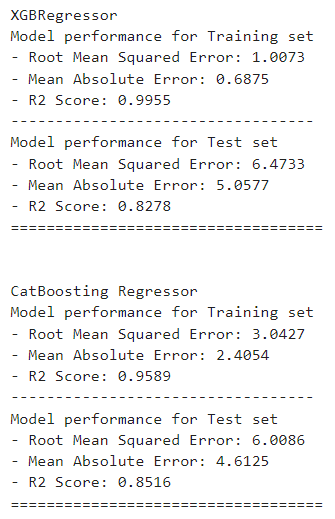 XGBRegressor
Model performance for Training set
- Root Mean Squared Error: 1.0073
- Mean Absolute Error: 0.6875
- R2 Score: 0.9955
----------------------------------
Model performance for Test set
- Root Mean Squared Error: 6.4733
- Mean Absolute Error: 5.0577
- R2 Score: 0.8278
===================================
CatBoosting Regressor
Model performance for Training set
- Root Mean Squared Error: 3.0427
- Mean Absolute Error: 2.4054
- R2 Score: 0.9589
----------------------------------
Model performance for Test set
- Root Mean Squared Error: 6.0086
- Mean Absolute Error: 4.6125
- R2 Score: 0.8516
===================================